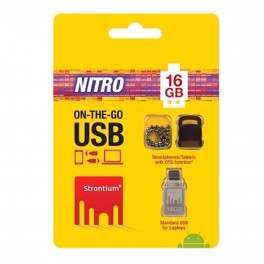 NITRO
16
GB
ON-THE-GO
USB
Smartphones/Tablets
with OTG function*
Strontium®
Standard USB
for Laptops